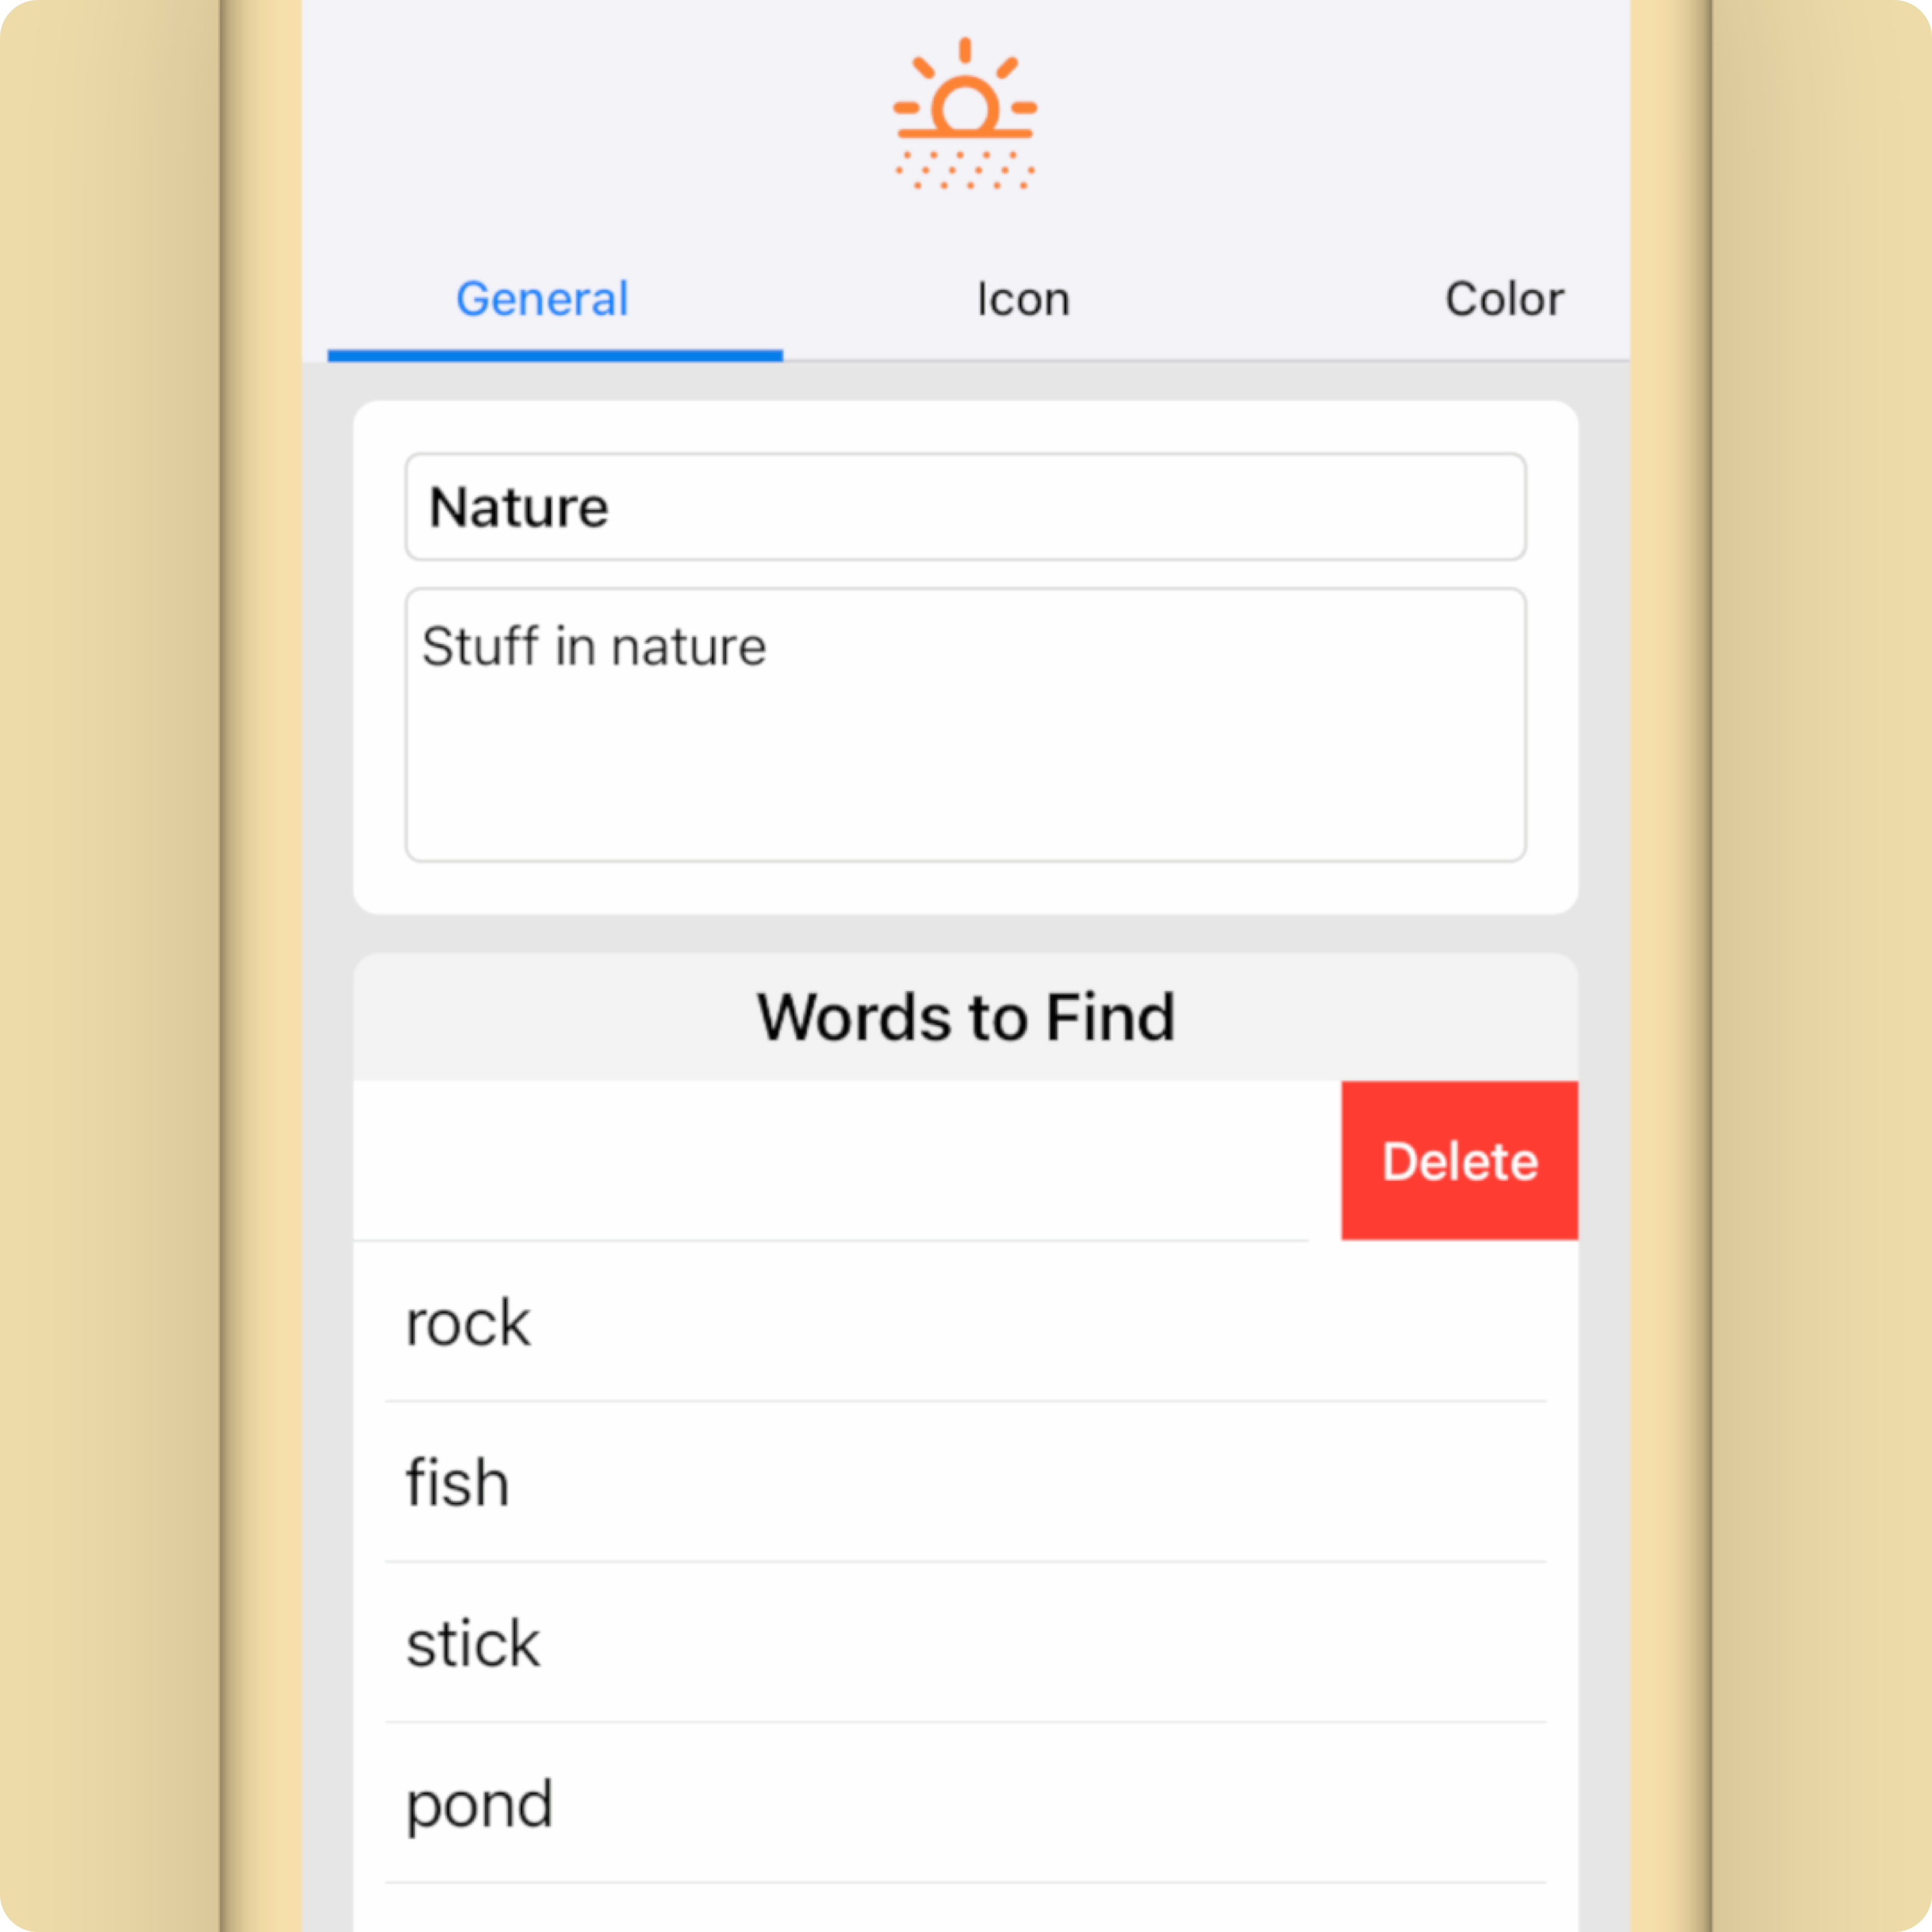 General Icon Color
Nature
Stuff in nature
Words to Find
Delete
rock
fish
stick
pond